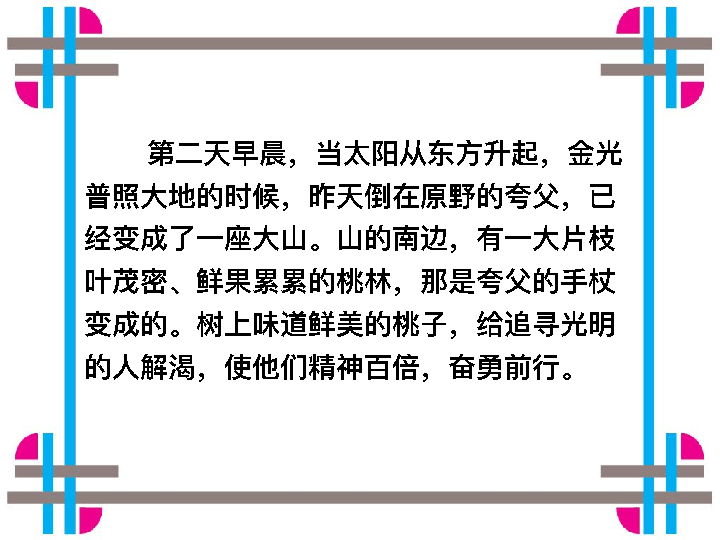 第二天早晨，当太阳从东方升起，金光
普照大地的时候，昨天倒在原野的夸父，已
经变成了一座大山。山的南边，有一大片枝
叶茂密、鲜果累累的桃林，那是夸父的手杖
变成的。树上味道鲜美的桃子，给追寻光明
的人解渴，使他们精神百倍，奋勇前行。